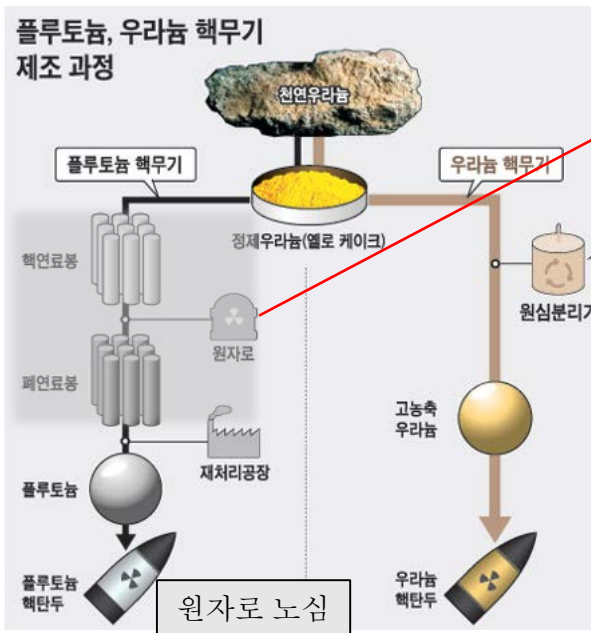 플루토늄, 우라늄 핵무기
제조 과정
천연우라늄
플루토늄 핵무기
우라늄 핵무기
정제우라늄(옐로 케이크)
핵연료봉
원심분리기
원자로
폐연료봉
고농축
우라늄
재처리공장
플루토늄
플루토늄
핵탄두
우라늄
핵탄두
원자로 노심